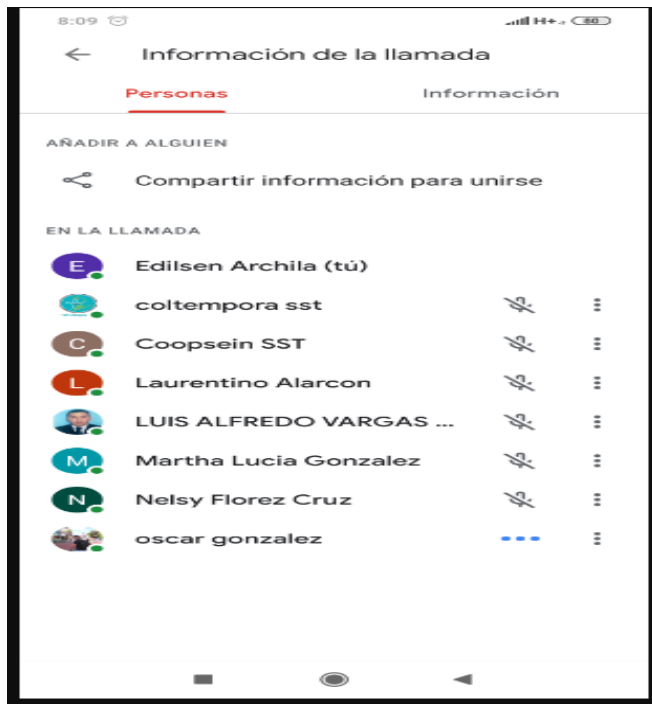 8:09 H+ 80
Información de la llamada
Personas Información
AÑADIR A ALGUIEN
Compartir información para unirse
EN LA LLAMADA
E Edilsen Archila (tú)
coltempora sst
C Coopsein SST
L Laurentino Alarcon
LUIS ALFREDO VARGAS ...
M Martha Lucia Gonzalez
N Nelsy Florez Cruz
oscar gonzalez